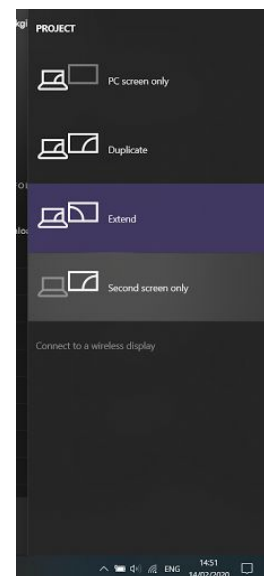 PROJECT
PC screen only
Duplicate
Extend
Second screen only
Connect to a wireless display
ENG
14:51
14/02/2020